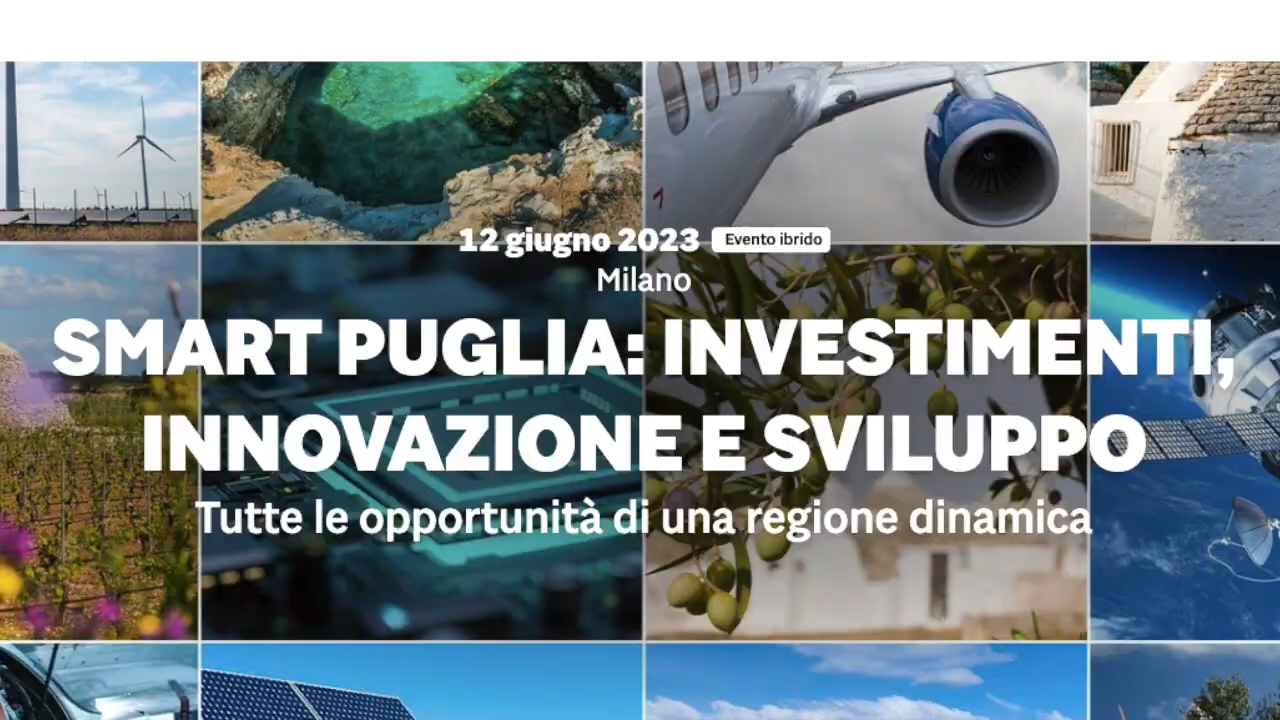 12 giugno 2023 Evento ibrido
Milano
SMART PUGLIA: INVESTIMENTI,
INNOVAZIONE E SVILUPPO
Tutte le opportunità di una regione dinamica